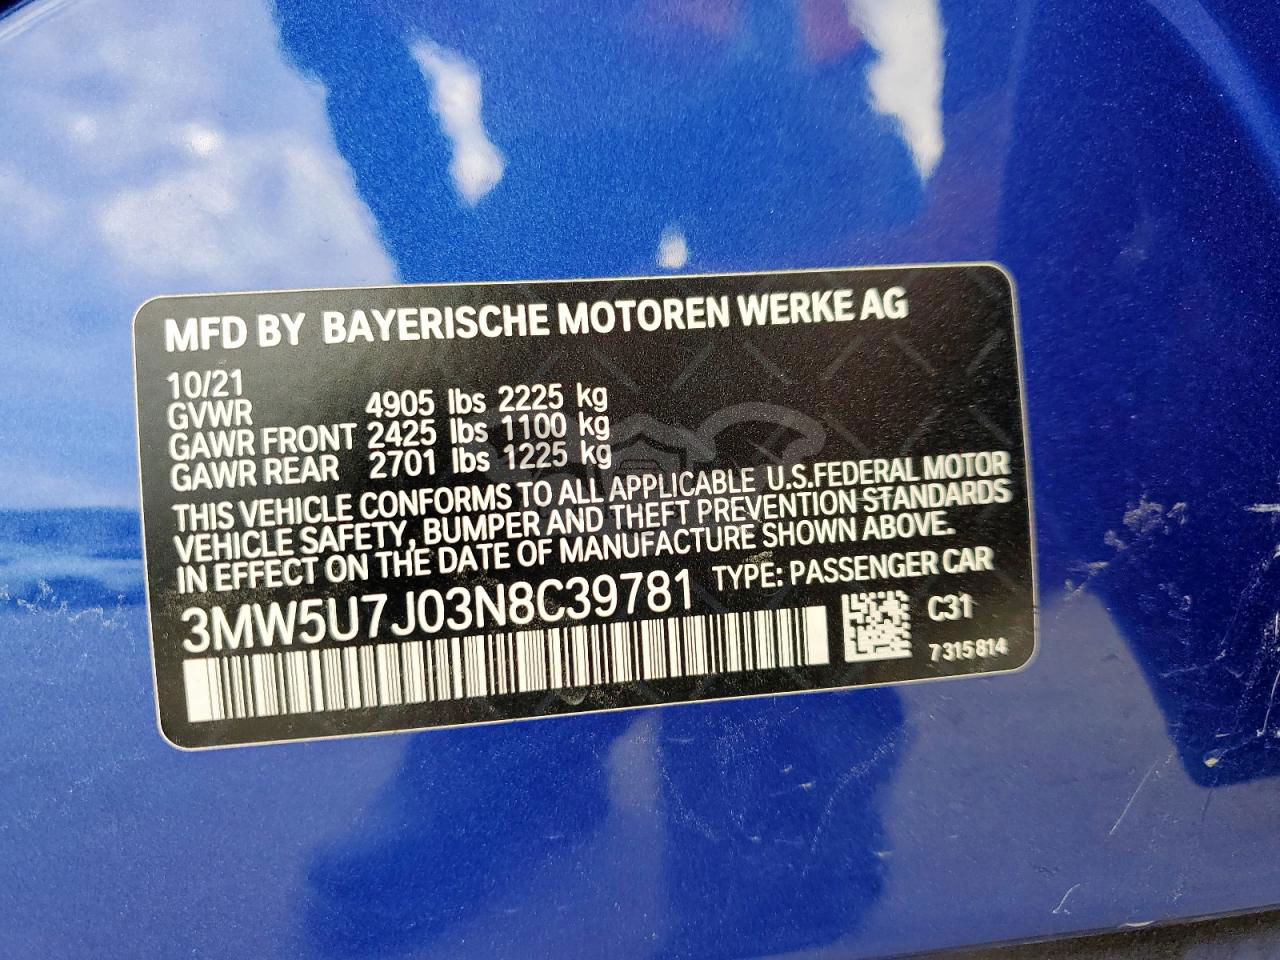 MFD BY BAYERISCHE MOTOREN WERKE AG
10/21
GVWR 4905 lbs 2225 kg
GAWR FRONT 2425 lbs 1100 kg
GAWR REAR 2701 lbs 1225 kg
THIS VEHICLE CONFORMS TO ALL APPLICABLE U.S.FEDERAL MOTOR
VEHICLE SAFETY, BUMPER AND THEFT PREVENTION STANDARDS
IN EFFECT ON THE DATE OF MANUFACTURE SHOWN ABOVE.
3MW5U7J03N8C39781 TYPE: PASSENGER CAR
C31
7 315 814